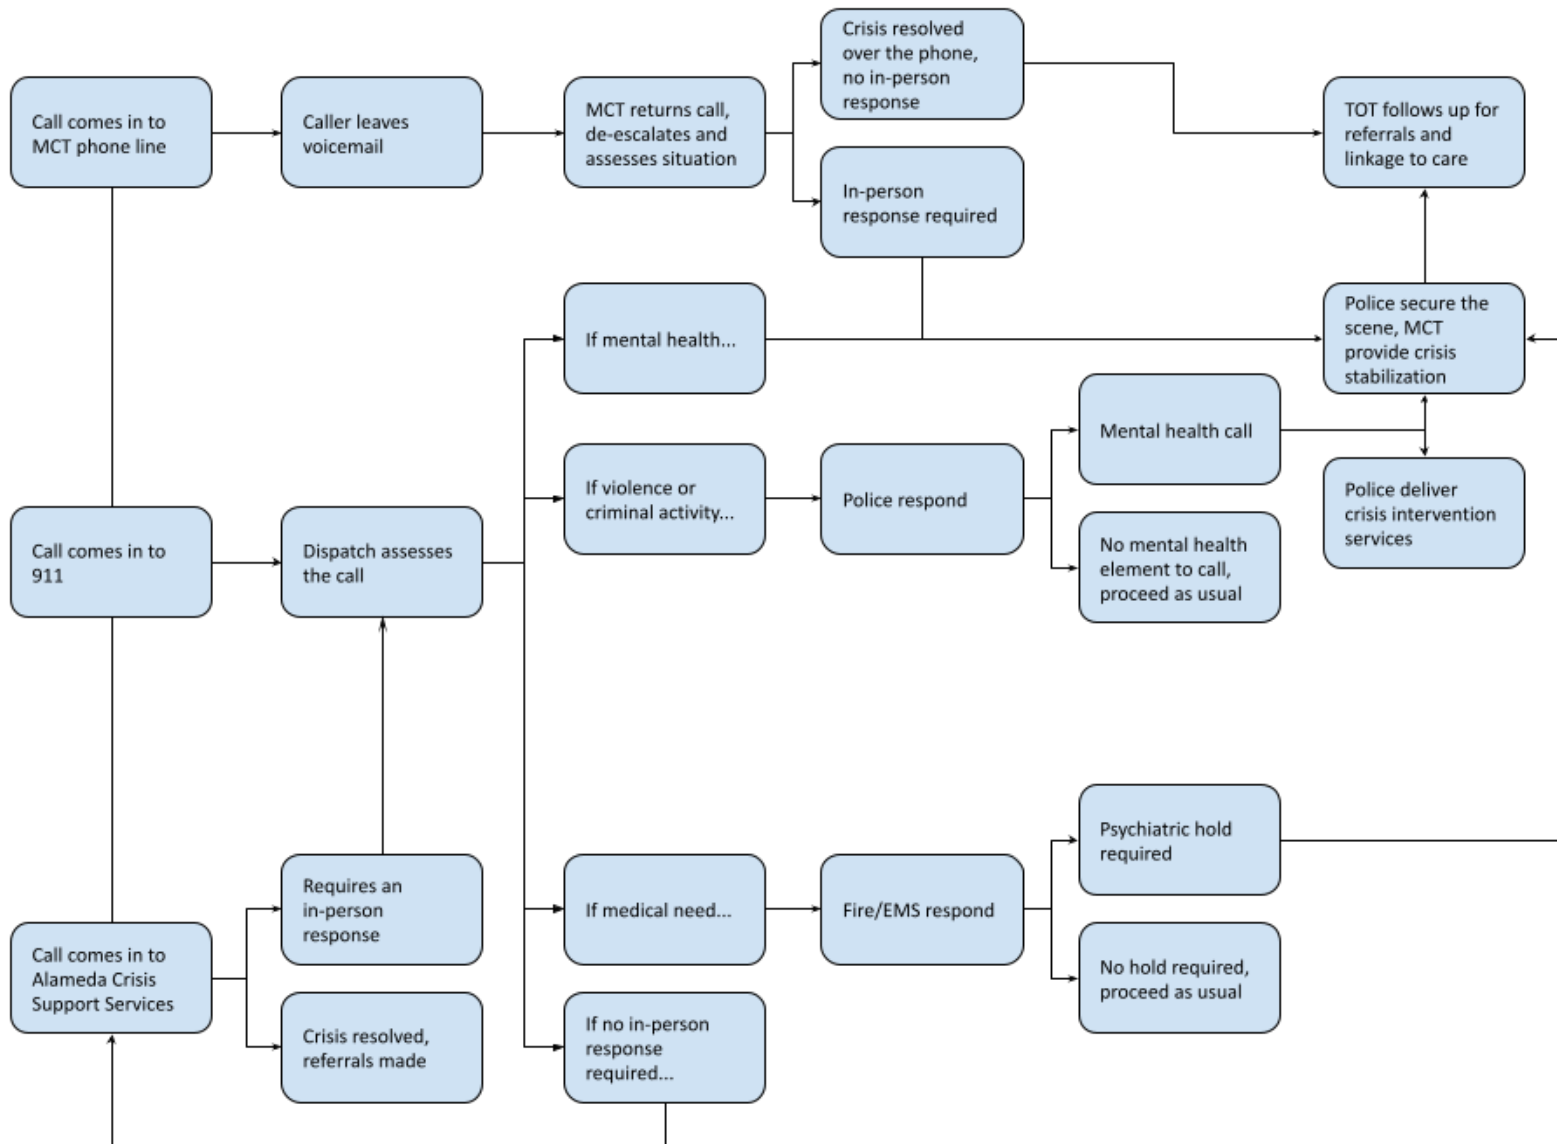 Call comes in to
MCT phone line
Caller leaves
voicemail
MCT returns call,
de-escalates and
assesses situation
Crisis resolved
over the phone,
no in-person
response
In-person
response required
TOT follows up for
referrals and
linkage to care
If mental health...
Police secure the
scene, MCT
provide crisis
stabilization
Call comes in to
911
Dispatch assesses
the call
If violence or
criminal activity...
Police respond
Mental health call
No mental health
element to call,
proceed as usual
Police deliver
crisis intervention
services
Call comes in to
Alameda Crisis
Support Services
Requires an
in-person
response
Crisis resolved,
referrals made
If medical need...
Fire/EMS respond
Psychiatric hold
required
No hold required,
proceed as usual
If no in-person
response
required...